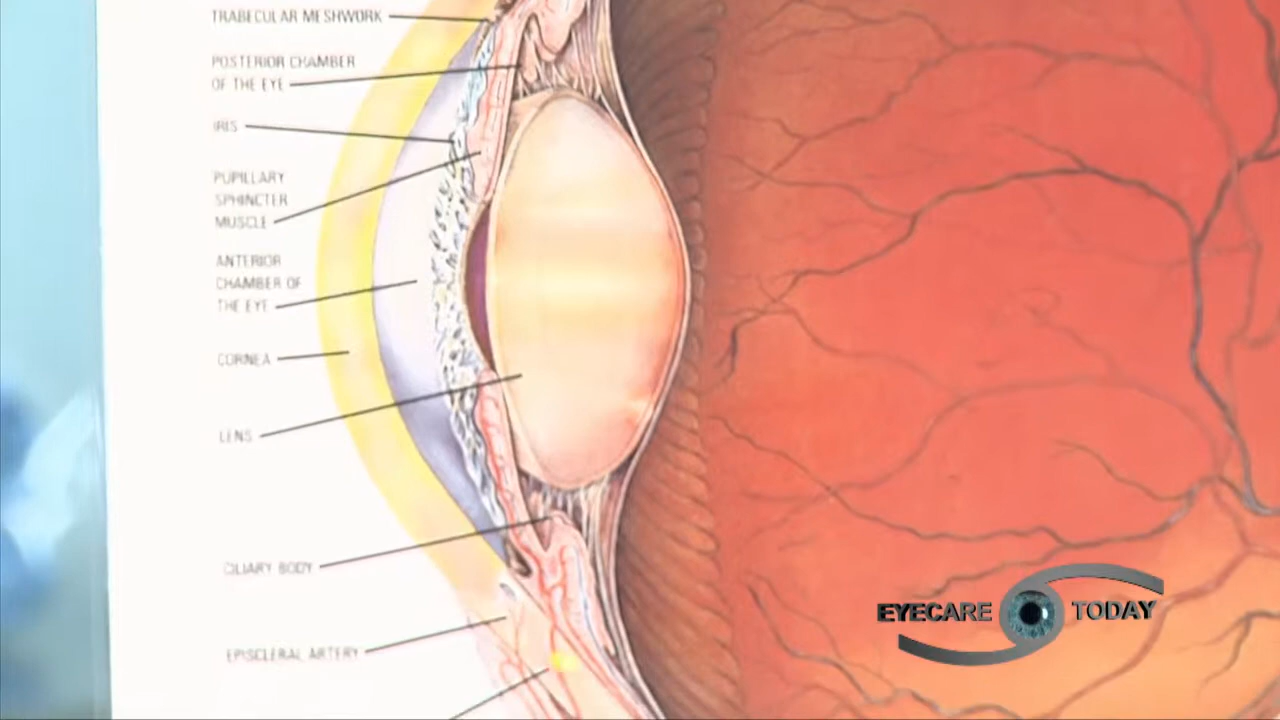 TRABECULAR MESHWORK
POSTERIOR CHAMBER
OF THE EYE
IRIS
PUPILLARY
SPHINCTER
MUSCLE
ANTERIOR
CHAMBER OF
THE EYE
CORNEA
LENS
CILIARY BODY
EPISCLERAL ARTERY
EYECARE TODAY